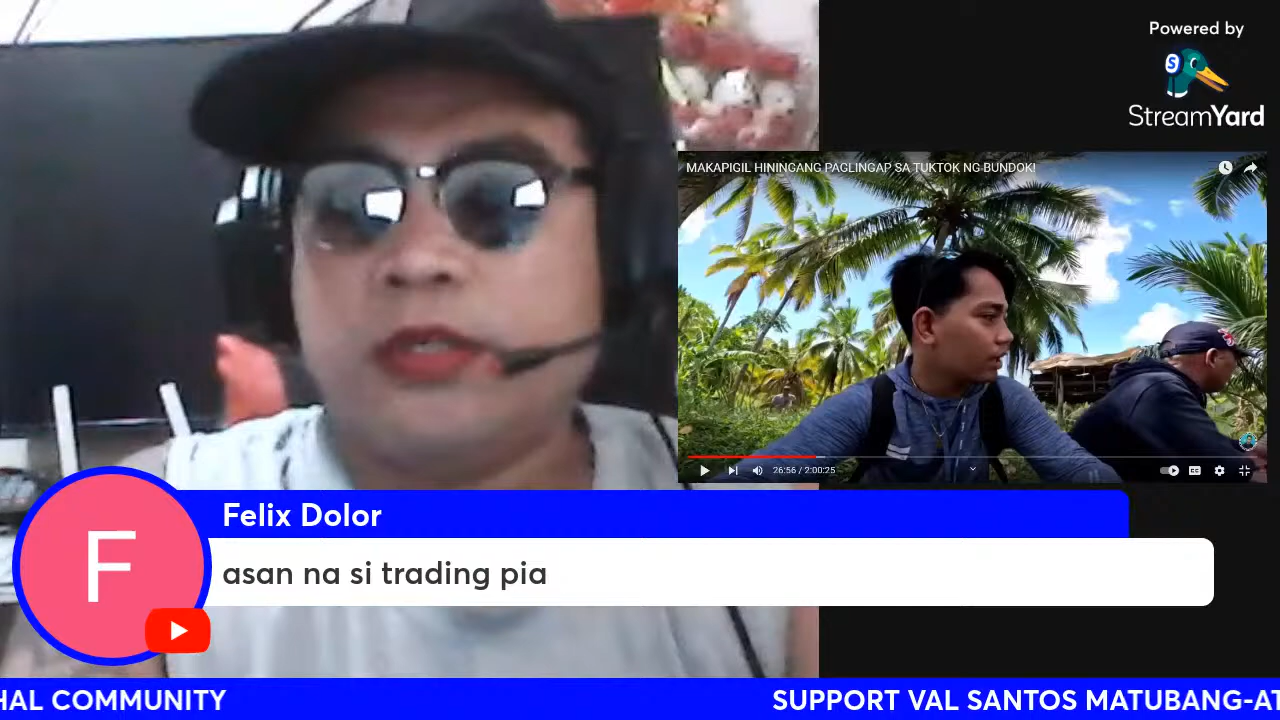 Powered by
StreamYard
MAKAPIGIL HININGANG PAGLINGAP SA TUKTOK NG BUNDOK!
26:56 / 2:00:25
Felix Dolor
F
asan na si trading pia
HAL COMMUNITY
SUPPORT VAL SANTOS MATUBANG-AT